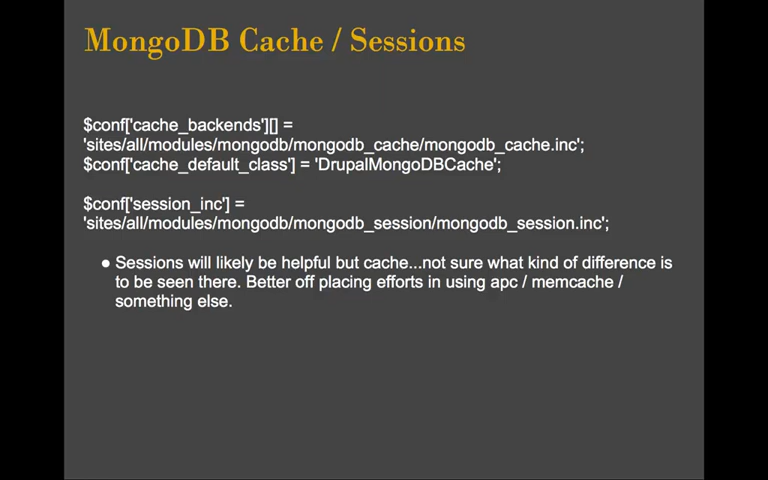 MongoDB Cache / Sessions
$conf['cache_backends'][] =
'sites/all/modules/mongodb/mongodb_cache/mongodb_cache.inc';
$conf['cache_default_class'] = 'DrupalMongoDBCache';
$conf['session_inc'] =
'sites/all/modules/mongodb/mongodb_session/mongodb_session.inc';
● Sessions will likely be helpful but cache...not sure what kind of difference is
to be seen there. Better off placing efforts in using apc / memcache /
something else.